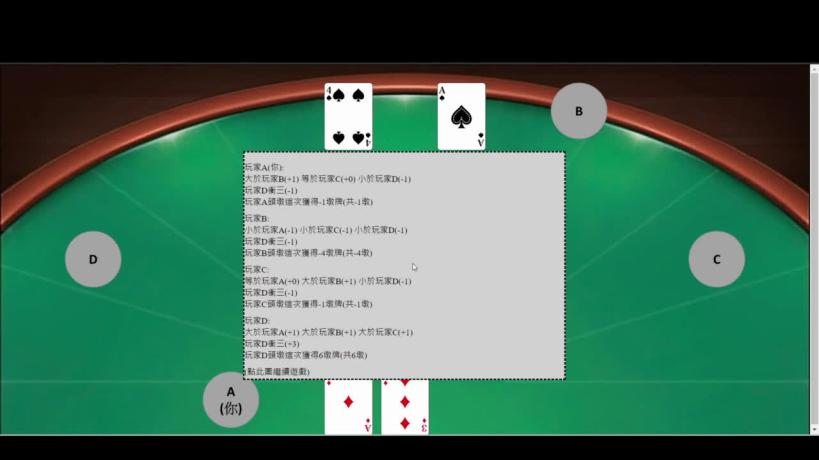 4
4
A
A
B
玩家A(你):
大於玩家B(+1) 等於玩家C(+0) 小於玩家D(-1)
玩家D衝三(-1)
玩家A頭墩這次獲得-1墩牌(共-1墩)
玩家B:
小於玩家A(-1) 小於玩家C(-1) 小於玩家D(-1)
玩家D衝三(-1)
玩家B頭墩這次獲得-4墩牌(共-4墩)
玩家C:
等於玩家A(+0) 大於玩家B(+1) 小於玩家D(-1)
玩家D衝三(-1)
玩家C頭墩這次獲得-1墩牌(共-1墩)
玩家D:
大於玩家A(+1) 大於玩家B(+1) 大於玩家C(+1)
玩家D衝三(+3)
玩家D頭墩這次獲得6墩牌(共6墩)
(點此圖繼續遊戲)
D
C
A
(你)
A
3